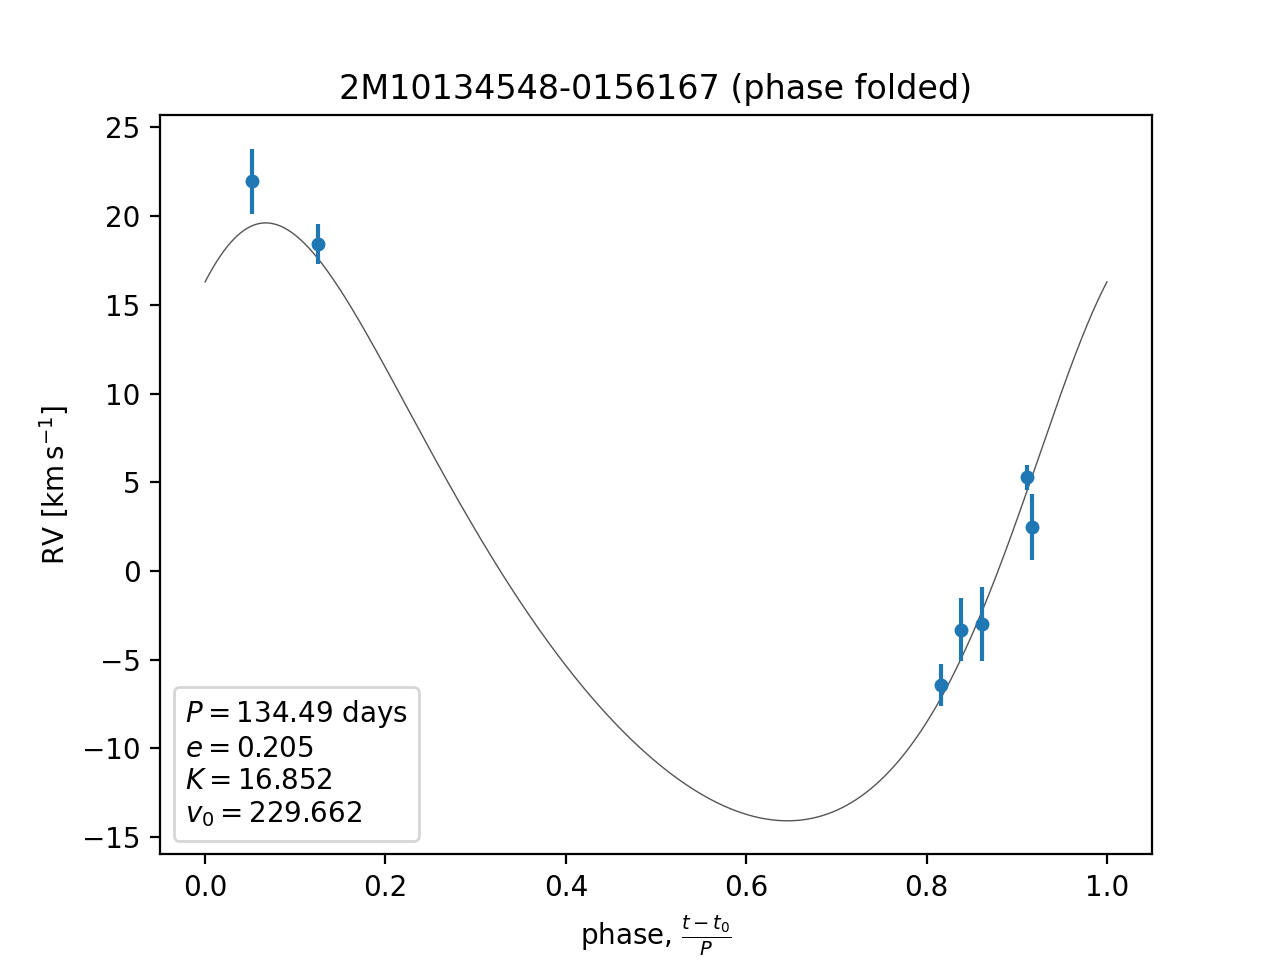 2M10134548-0156167 (phase folded)
25
20
15
10
5
0
−5
−10
−15
RV [km s⁻¹]
P = 134.49 days
e = 0.205
K = 16.852
v₀ = 229.662
0.0 0.2 0.4 0.6 0.8 1.0
phase, (t − t₀)/P